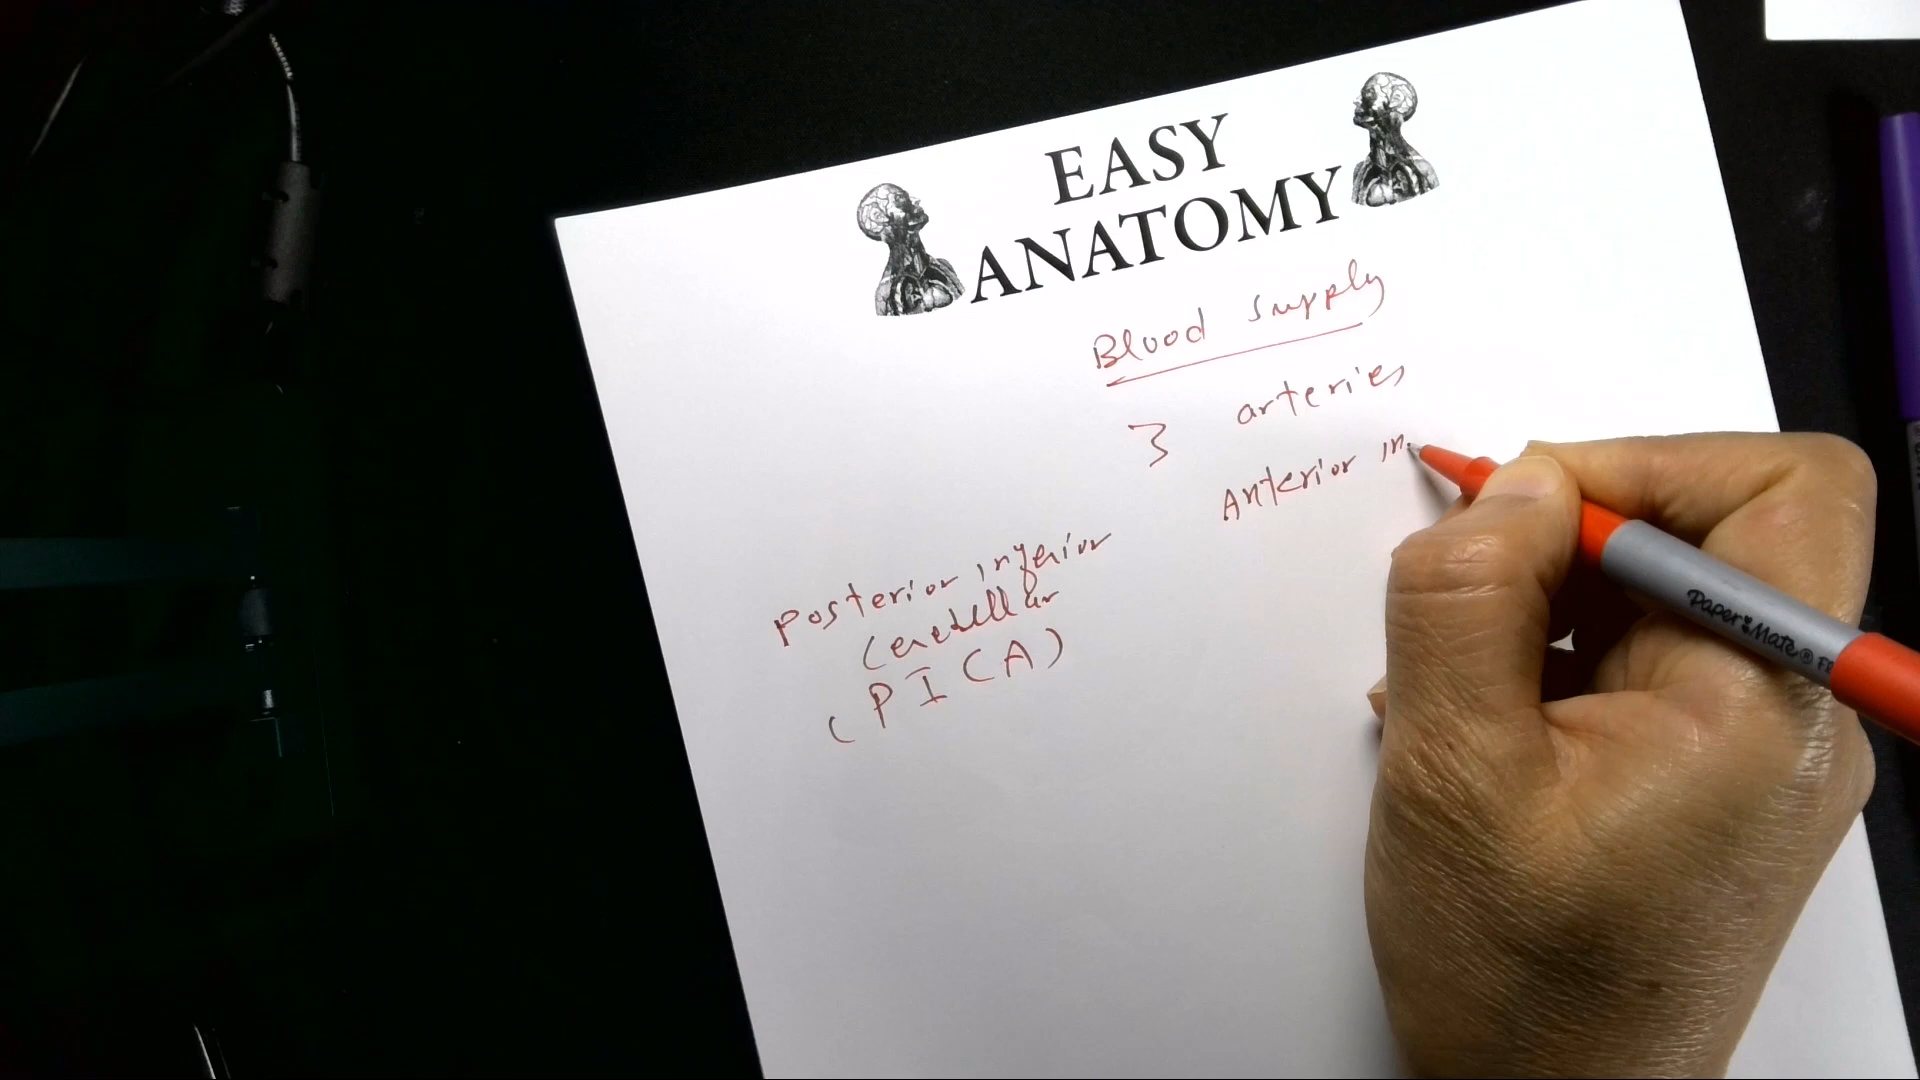 EASY
ANATOMY
Blood supply
3 arteries
Anterior in
posterior inferior
Cerebellar
(PICA)
Paper Mate®